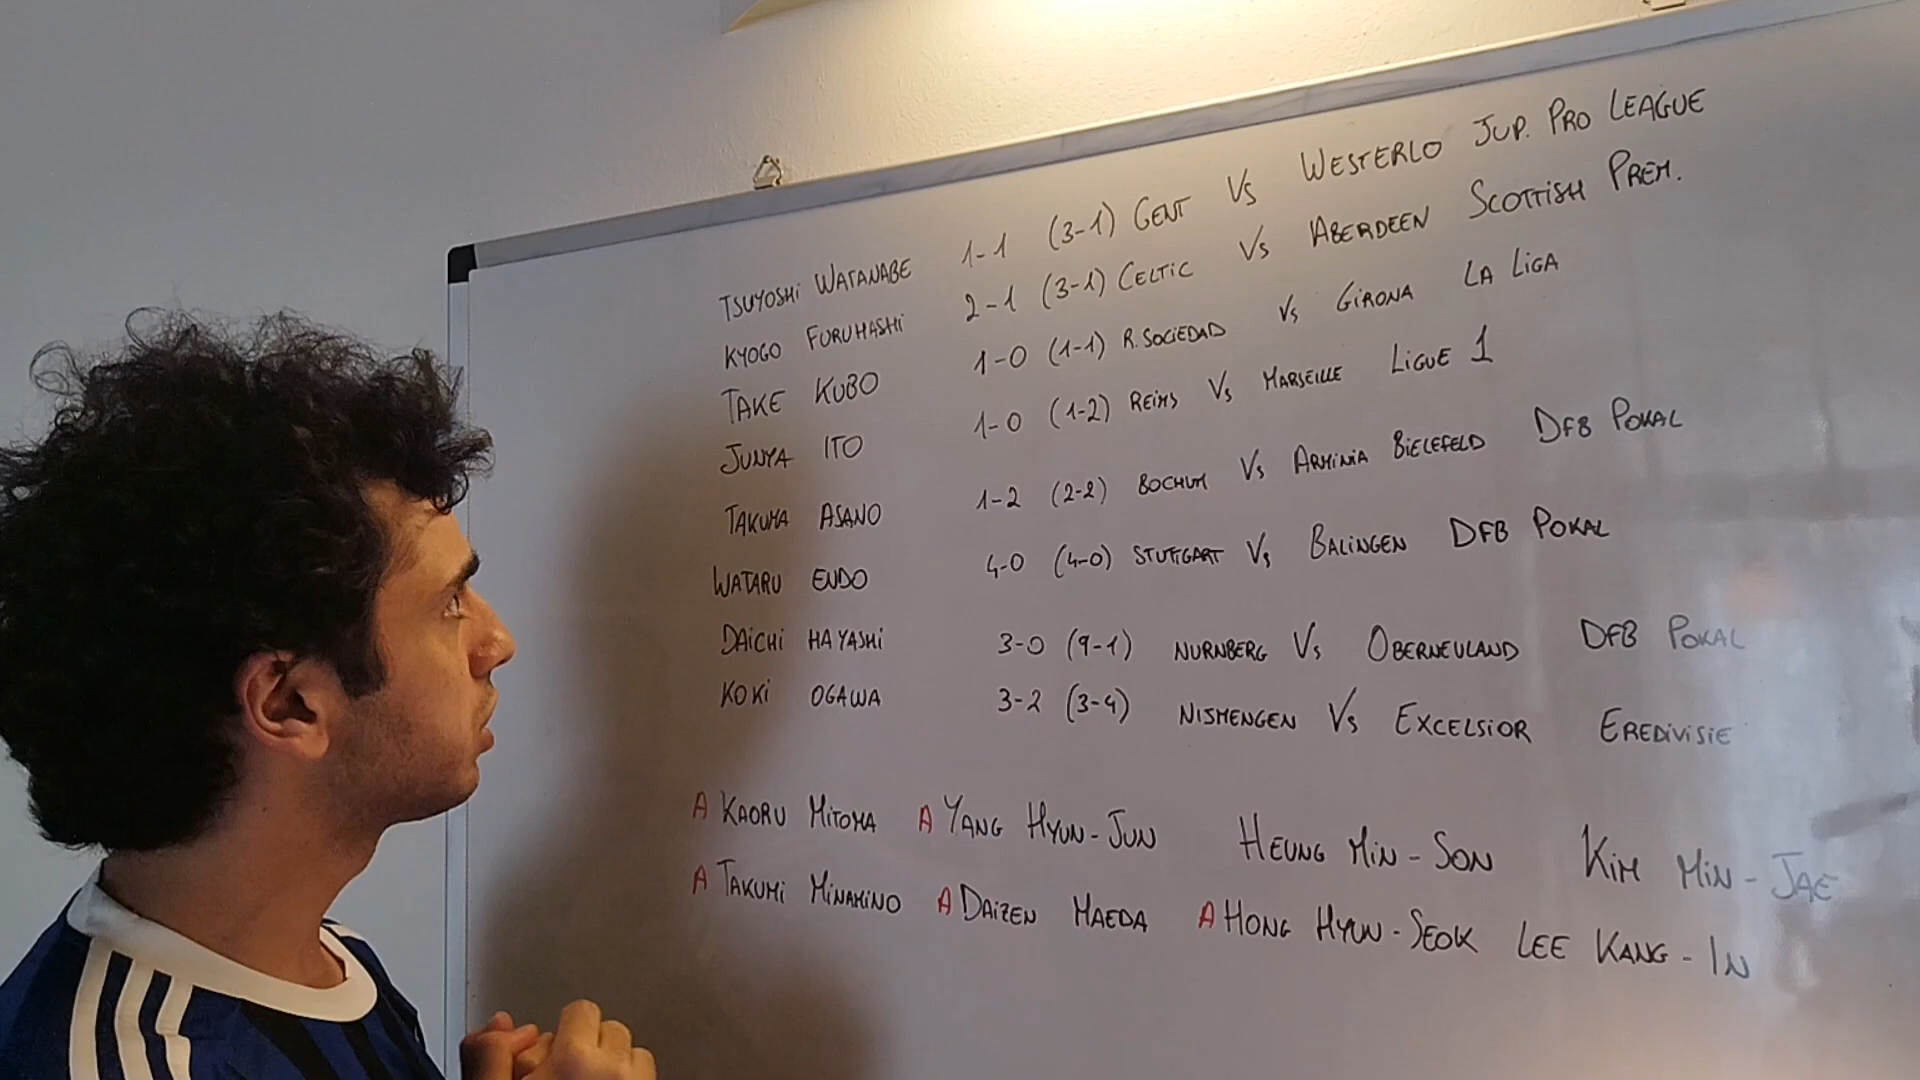 TSUYOSHI WATANABE 1-1 (3-1) GENT VS WESTERLO JUP. PRO LEAGUE
KYOGO FURUHASHI 2-1 (3-1) CELTIC VS ABERDEEN SCOTTISH PREM.
TAKE KUBO 1-0 (1-1) R. SOCIEDAD VS GIRONA LA LIGA
JUNYA ITO 1-0 (1-2) REIMS VS MARSEILLE LIGUE 1
TAKUMA ASANO 1-2 (2-2) BOCHUM VS ARMINIA BIELEFELD DFB POKAL
WATARU ENDO 4-0 (4-0) STUTTGART VS BALINGEN DFB POKAL
DAICHI HAYASHI 3-0 (9-1) NURNBERG VS OBERNEULAND DFB POKAL
KOKI OGAWA 3-2 (3-4) NISMENGEN VS EXCELSIOR EREDIVISIE
A KAORU MITOMA A YANG HYUN-JUN HEUNG MIN-SON KIM MIN-JAE
A TAKUMI MINAMINO A DAIZEN MAEDA A HONG HYUN-SEOK LEE KANG-IN